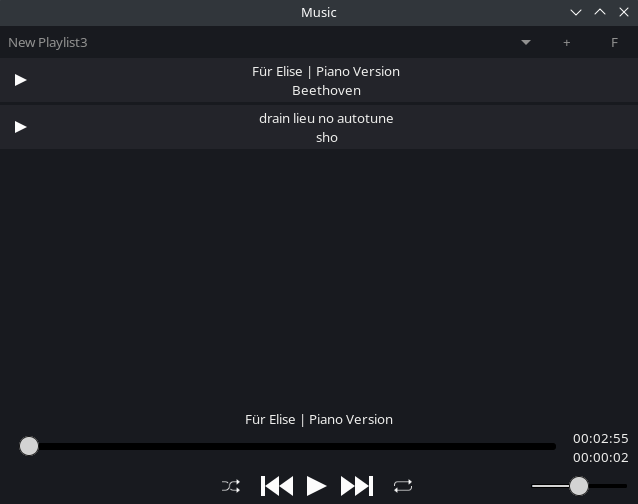 Music
New Playlist3
+
F
Für Elise | Piano Version
Beethoven
drain lieu no autotune
sho
Für Elise | Piano Version
00:02:55
00:00:02